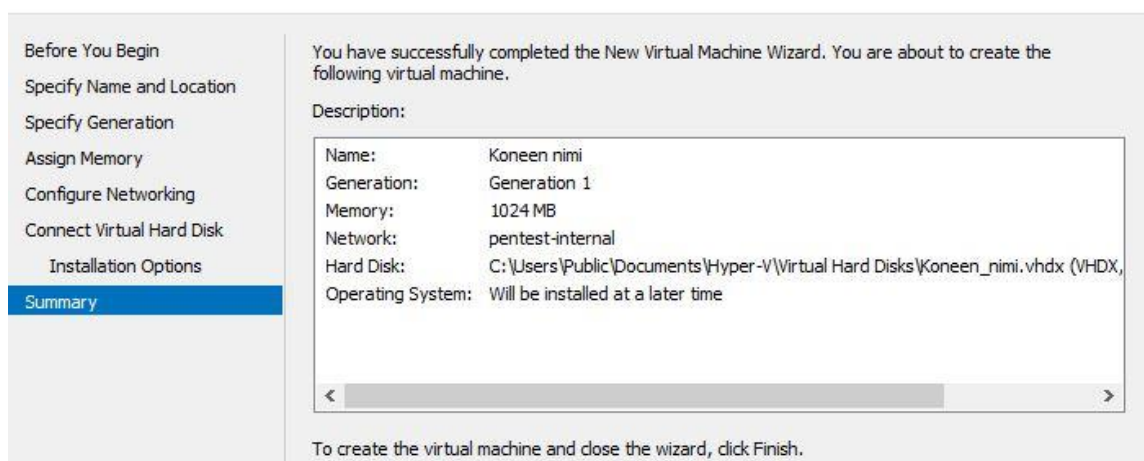 Before You Begin
Specify Name and Location
Specify Generation
Assign Memory
Configure Networking
Connect Virtual Hard Disk
Installation Options
Summary
You have successfully completed the New Virtual Machine Wizard. You are about to create the
following virtual machine.
Description:
Name: Koneen nimi
Generation: Generation 1
Memory: 1024 MB
Network: pentest-internal
Hard Disk: C:\Users\Public\Documents\Hyper-V\Virtual Hard Disks\Koneen_nimi.vhdx (VHDX,
Operating System: Will be installed at a later time
To create the virtual machine and close the wizard, click Finish.